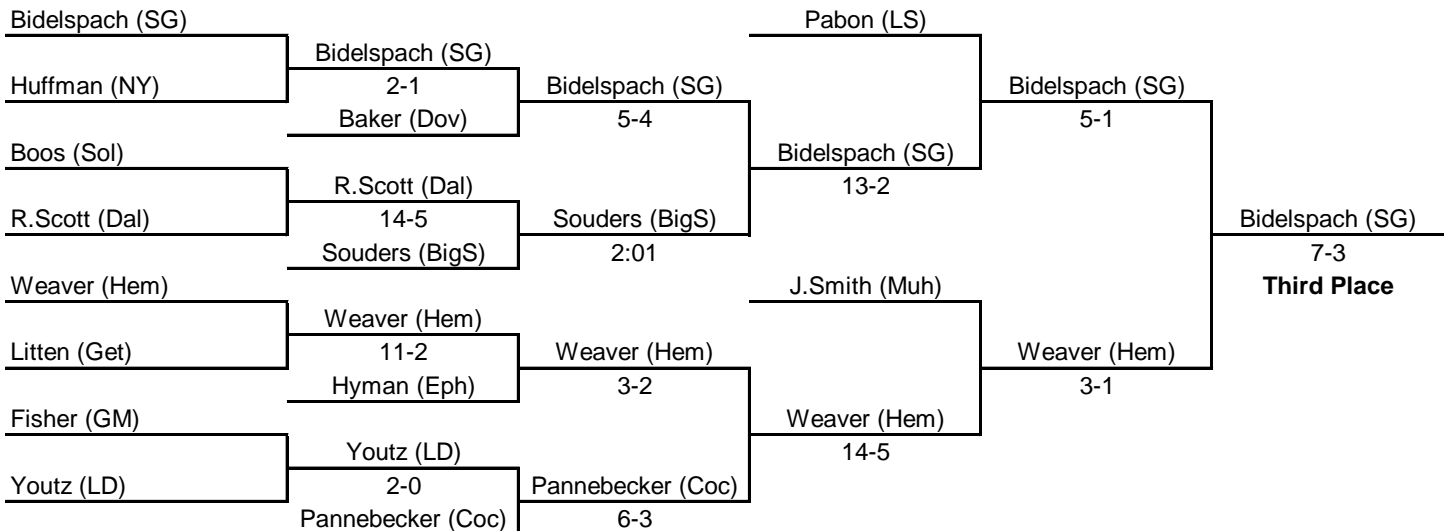 Bidelspach (SG)
Pabon (LS)
Bidelspach (SG)
Huffman (NY)
2-1
Bidelspach (SG)
Bidelspach (SG)
Baker (Dov)
5-4
5-1
Boos (Sol)
Bidelspach (SG)
R.Scott (Dal)
13-2
R.Scott (Dal)
14-5
Souders (BigS)
Bidelspach (SG)
Souders (BigS)
2:01
7-3
Weaver (Hem)
J.Smith (Muh)
Third Place
Weaver (Hem)
Litten (Get)
11-2
Weaver (Hem)
Weaver (Hem)
Hyman (Eph)
3-2
3-1
Fisher (GM)
Weaver (Hem)
Youtz (LD)
14-5
Youtz (LD)
2-0
Pannebecker (Coc)
Pannebecker (Coc)
6-3